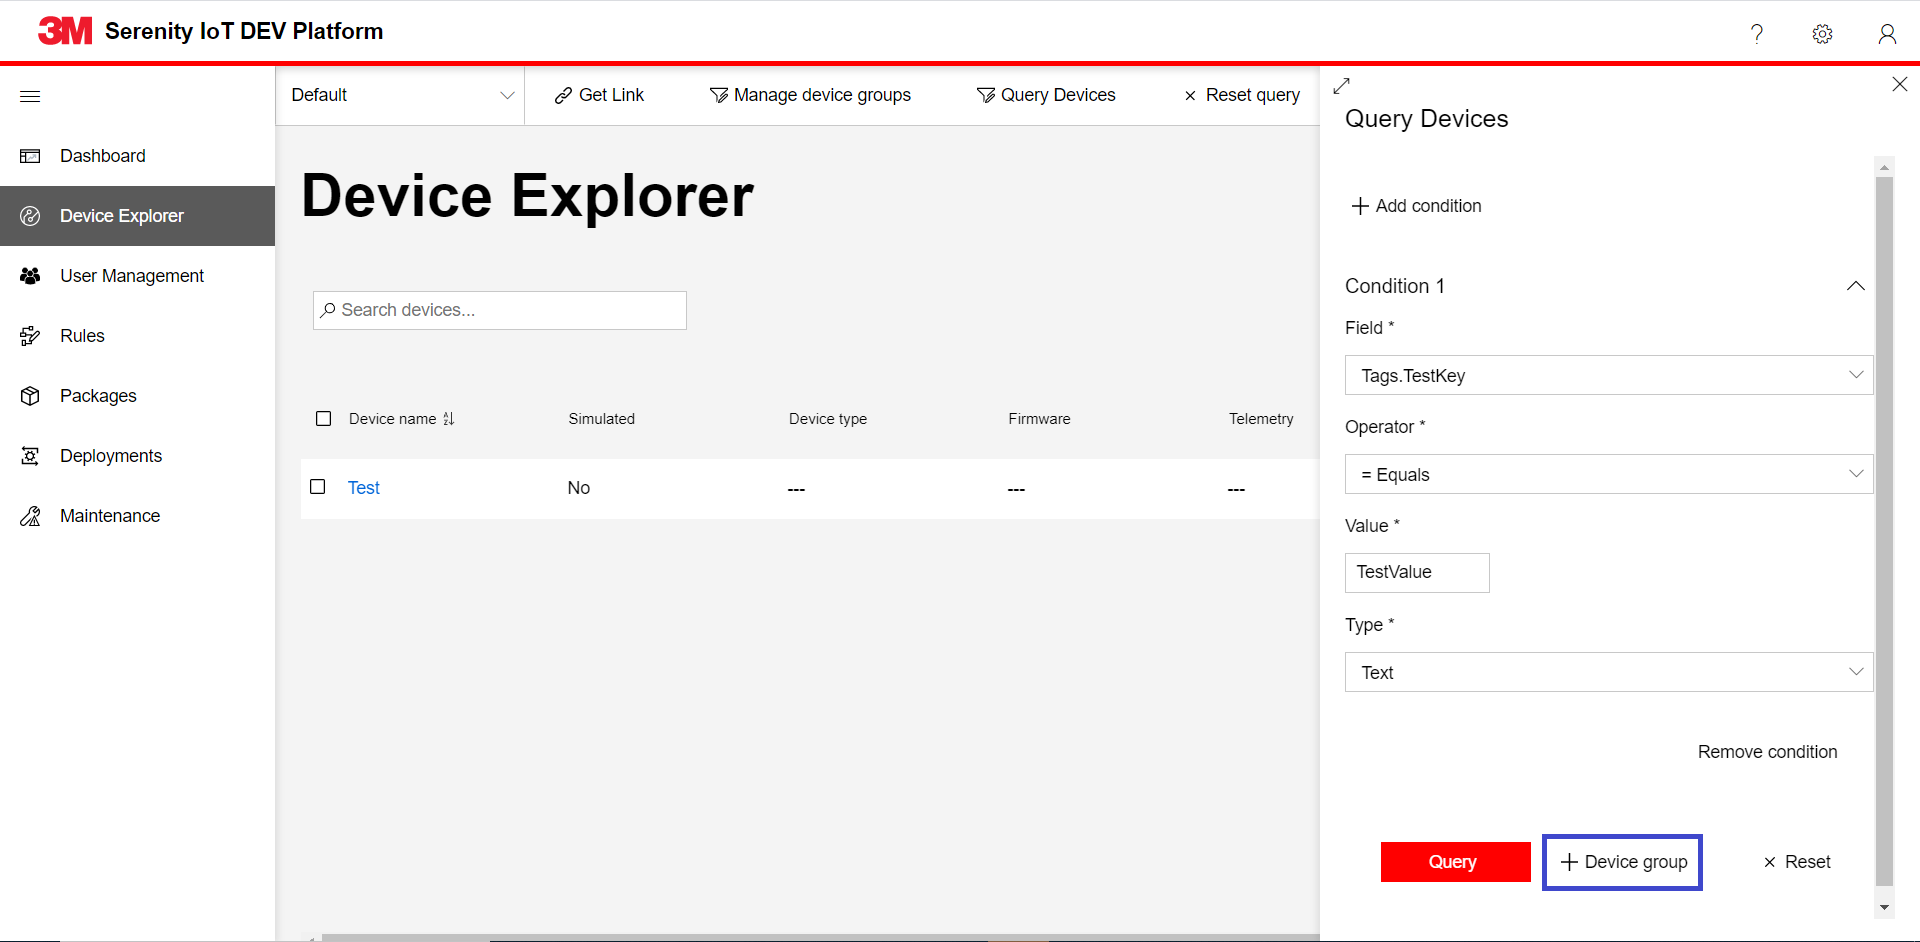 3M Serenity IoT DEV Platform
Default
Get Link
Manage device groups
Query Devices
Reset query
Dashboard
Device Explorer
User Management
Rules
Packages
Deployments
Maintenance
Device Explorer
Search devices...
Device name Simulated Device type Firmware Telemetry
Test No --- --- ---
Query Devices
Add condition
Condition 1
Field *
Tags.TestKey
Operator *
= Equals
Value *
TestValue
Type *
Text
Remove condition
Query
Device group
Reset